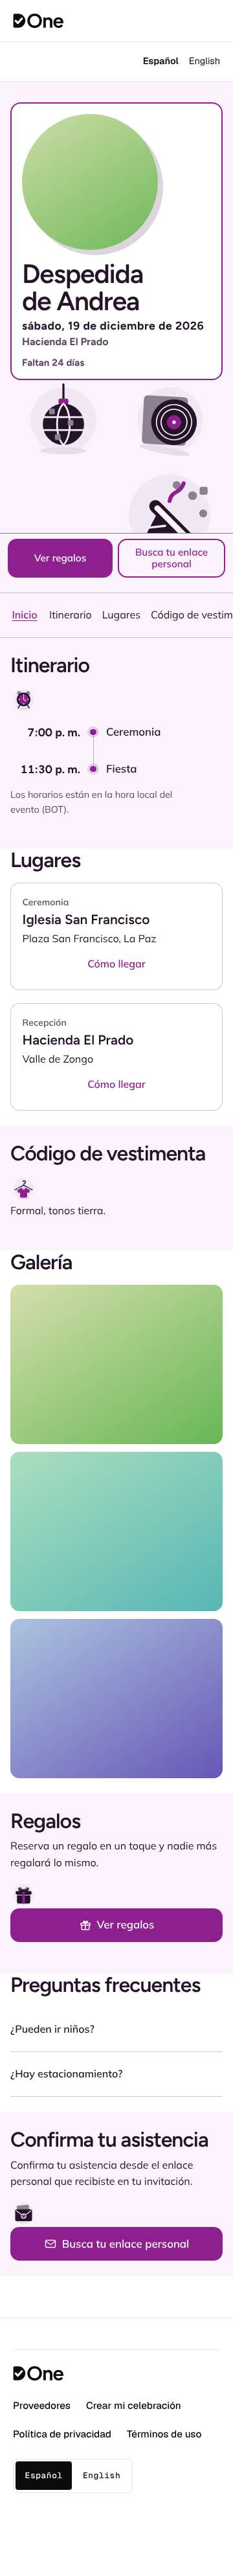 One
Español English
Despedida
de Andrea
sábado, 19 de diciembre de 2026
Hacienda El Prado
Faltan 24 días
Ver regalos
Busca tu enlace
personal
Inicio Itinerario Lugares Código de vestim
Itinerario
7:00 p. m. Ceremonia
11:30 p. m. Fiesta
Los horarios están en la hora local del
evento (BOT).
Lugares
Ceremonia
Iglesia San Francisco
Plaza San Francisco, La Paz
Cómo llegar
Recepción
Hacienda El Prado
Valle de Zongo
Cómo llegar
Código de vestimenta
Formal, tonos tierra.
Galería
Regalos
Reserva un regalo en un toque y nadie más
regalará lo mismo.
Ver regalos
Preguntas frecuentes
¿Pueden ir niños?
¿Hay estacionamiento?
Confirma tu asistencia
Confirma tu asistencia desde el enlace
personal que recibiste en tu invitación.
Busca tu enlace personal
One
Proveedores Crear mi celebración
Política de privacidad Términos de uso
Español English